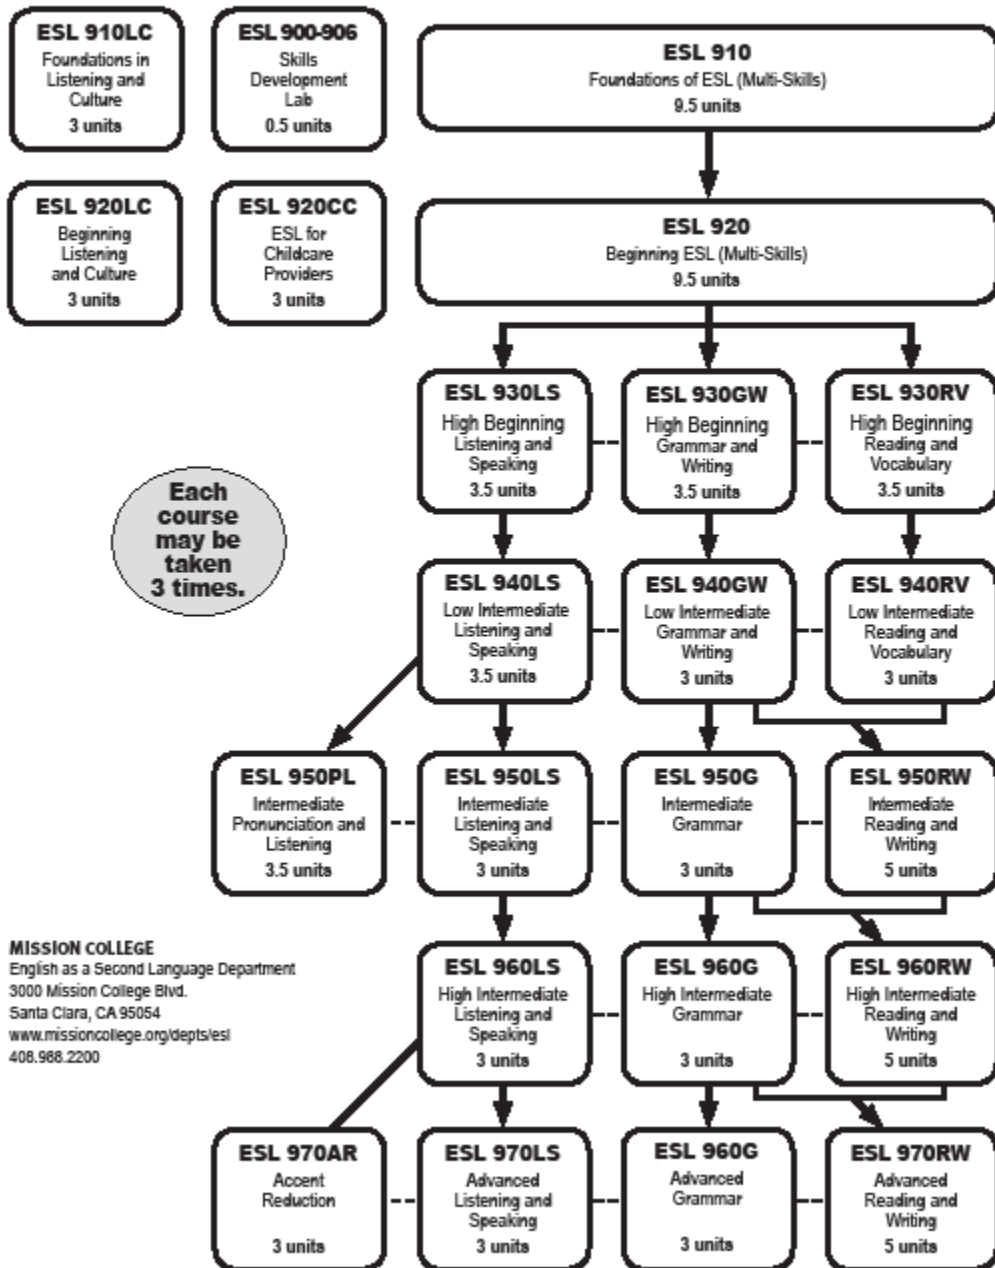 ESL 910LC
Foundations in
Listening and
Culture
3 units
ESL 900-906
Skills
Development
Lab
0.5 units
ESL 910
Foundations of ESL (Multi-Skills)
9.5 units
ESL 920LC
Beginning
Listening
and Culture
3 units
ESL 920CC
ESL for
Childcare
Providers
3 units
ESL 920
Beginning ESL (Multi-Skills)
9.5 units
ESL 930LS
High Beginning
Listening and
Speaking
3.5 units
ESL 930GW
High Beginning
Grammar and
Writing
3.5 units
ESL 930RV
High Beginning
Reading and
Vocabulary
3.5 units
Each
course
may be
taken
3 times.
ESL 940LS
Low Intermediate
Listening and
Speaking
3.5 units
ESL 940GW
Low Intermediate
Grammar and
Writing
3 units
ESL 940RV
Low Intermediate
Reading and
Vocabulary
3 units
ESL 950PL
Intermediate
Pronunciation and
Listening
3.5 units
ESL 950LS
Intermediate
Listening and
Speaking
3 units
ESL 950G
Intermediate
Grammar
3 units
ESL 950RW
Intermediate
Reading and
Writing
5 units
MISSION COLLEGE
English as a Second Language Department
3000 Mission College Blvd.
Santa Clara, CA 95054
www.missioncollege.org/depts/esl
408.988.2200
ESL 960LS
High Intermediate
Listening and
Speaking
3 units
ESL 960G
High Intermediate
Grammar
3 units
ESL 960RW
High Intermediate
Reading and
Writing
5 units
ESL 970AR
Accent
Reduction
3 units
ESL 970LS
Advanced
Listening and
Speaking
3 units
ESL 960G
Advanced
Grammar
3 units
ESL 970RW
Advanced
Reading and
Writing
5 units